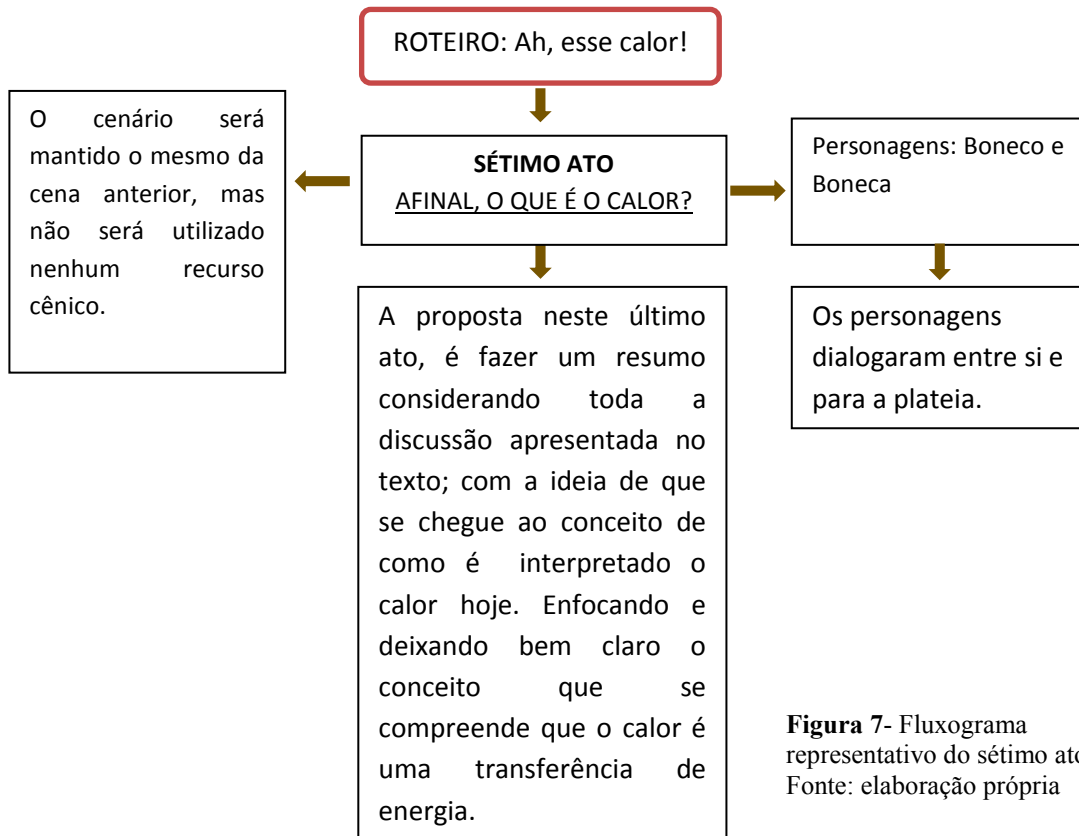 ROTEIRO: Ah, esse calor!
O cenário será
mantido o mesmo da
cena anterior, mas
não será utilizado
nenhum recurso
cênico.
SÉTIMO ATO
AFINAL, O QUE É O CALOR?
Personagens: Boneco e
Boneca
A proposta neste último
ato, é fazer um resumo
considerando toda a
discussão apresentada no
texto; com a ideia de que
se chegue ao conceito de
como é interpretado o
calor hoje. Enfocando e
deixando bem claro o
conceito que se
compreende que o calor é
uma transferência de
energia.
Os personagens
dialogaram entre si e
para a plateia.
Figura 7- Fluxograma
representativo do sétimo ato
Fonte: elaboração própria